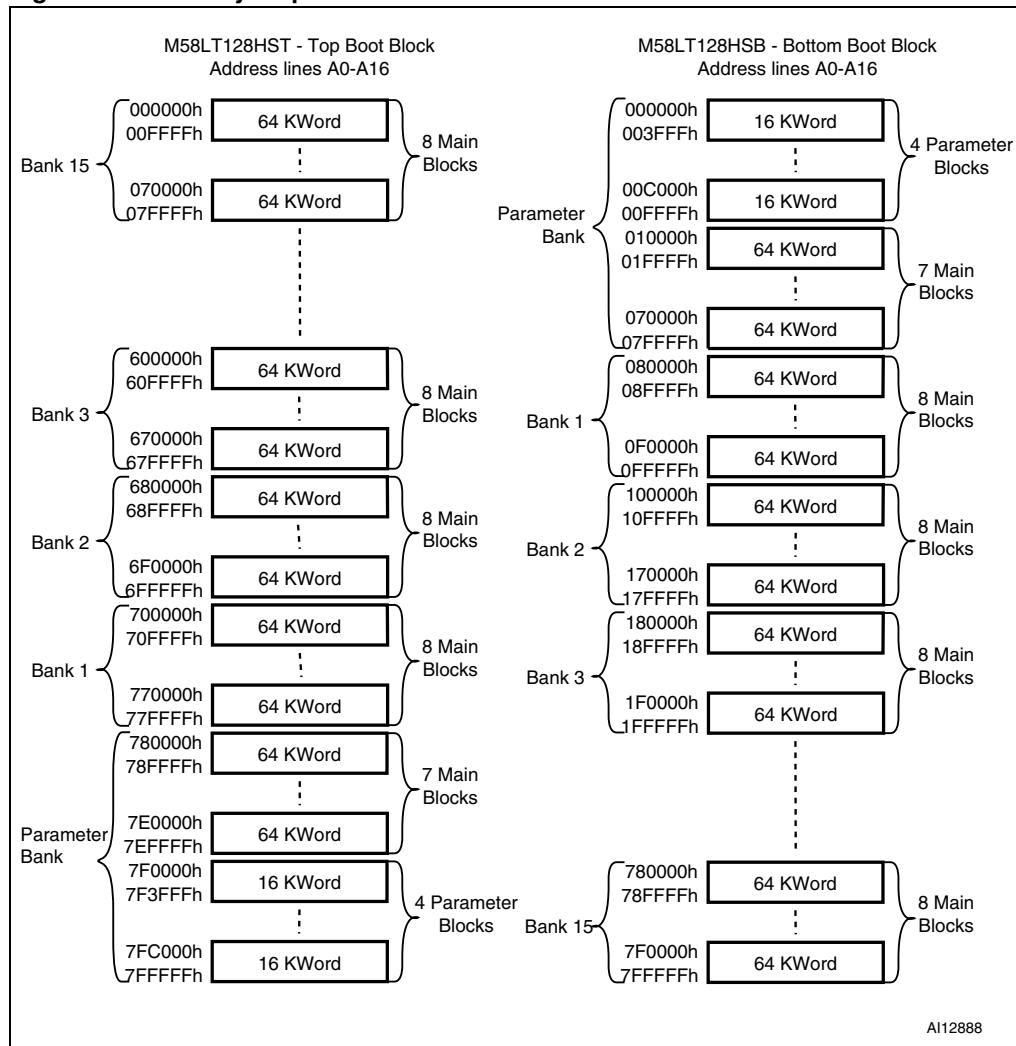 M58LT128HST - Top Boot Block
Address lines A0-A16
Bank 15
000000h
00FFFFh
64 KWord
070000h
07FFFFh
64 KWord
8 Main
Blocks
Bank 3
600000h
60FFFFh
64 KWord
670000h
67FFFFh
64 KWord
8 Main
Blocks
Bank 2
680000h
68FFFFh
64 KWord
6F0000h
6FFFFFh
64 KWord
8 Main
Blocks
Bank 1
700000h
70FFFFh
64 KWord
770000h
77FFFFh
64 KWord
8 Main
Blocks
Parameter
Bank
780000h
78FFFFh
64 KWord
7E0000h
7EFFFFh
64 KWord
7 Main
Blocks
7F0000h
7F3FFFh
16 KWord
7FC000h
7FFFFFh
16 KWord
4 Parameter
Blocks
M58LT128HSB - Bottom Boot Block
Address lines A0-A16
Parameter
Bank
000000h
003FFFh
16 KWord
00C000h
00FFFFh
16 KWord
4 Parameter
Blocks
010000h
01FFFFh
64 KWord
070000h
07FFFFh
64 KWord
7 Main
Blocks
Bank 1
080000h
08FFFFh
64 KWord
0F0000h
0FFFFFh
64 KWord
8 Main
Blocks
Bank 2
100000h
10FFFFh
64 KWord
170000h
17FFFFh
64 KWord
8 Main
Blocks
Bank 3
180000h
18FFFFh
64 KWord
1F0000h
1FFFFFh
64 KWord
8 Main
Blocks
Bank 15
780000h
78FFFFh
64 KWord
7F0000h
7FFFFFh
64 KWord
8 Main
Blocks
AI12888